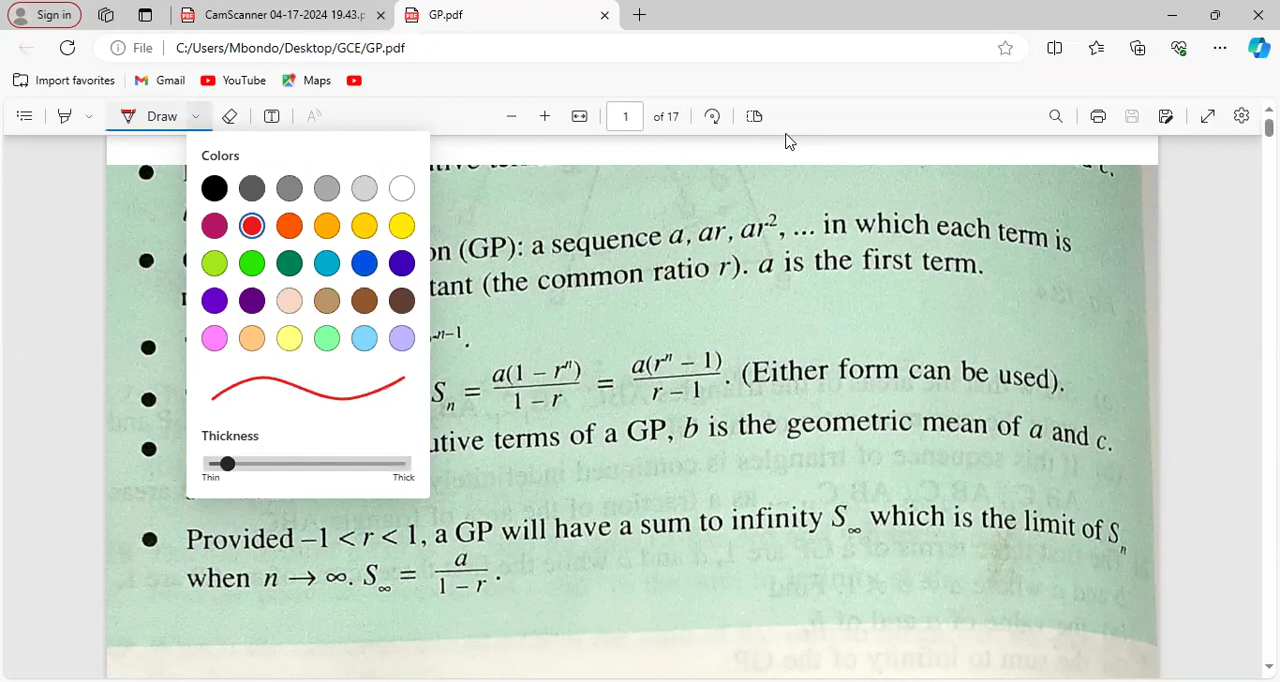 Sign in
CamScanner 04-17-2024 19.43.p
GP.pdf
File C:/Users/Mbondo/Desktop/GCE/GP.pdf
Import favorites Gmail YouTube Maps
Draw 1 of 17
Colors
Thickness
Thin Thick
c.
on (GP): a sequence a, ar, ar², ... in which each term is
tant (the common ratio r). a is the first term.
n−1.
Sₙ = a(1 − rⁿ)/1 − r = a(rⁿ − 1)/r − 1. (Either form can be used).
utive terms of a GP, b is the geometric mean of a and c.
Provided −1 < r < 1, a GP will have a sum to infinity S∞ which is the limit of Sₙ
when n → ∞. S∞ = a/1 − r.